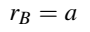 r_B = a